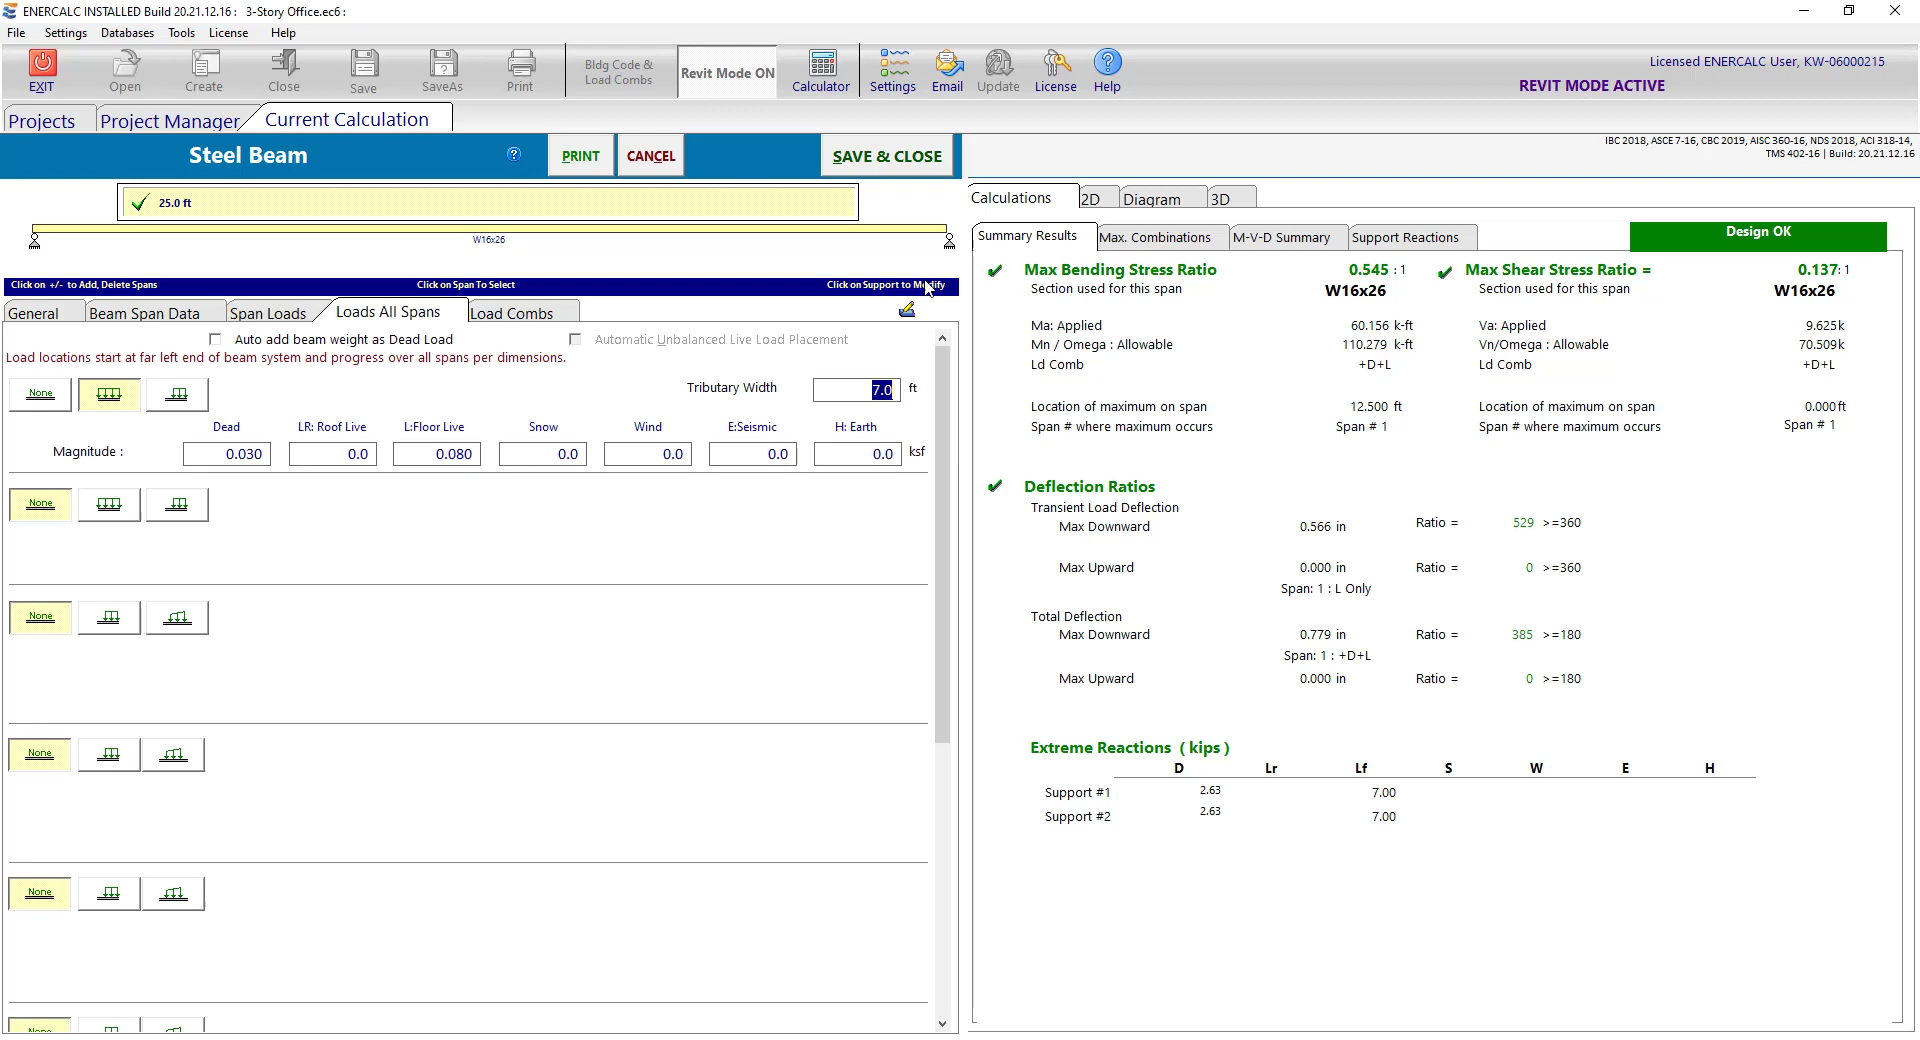 ENERCALC INSTALLED Build 20.21.12.16 : 3-Story Office.ec6 :
File Settings Databases Tools License Help
EXIT Open Create Close Save SaveAs Print Bldg Code & Load Combs Revit Mode ON Calculator Settings Email Update License Help
Licensed ENERCALC User, KW-06000215
REVIT MODE ACTIVE
Projects Project Manager Current Calculation
Steel Beam ? PRINT CANCEL SAVE & CLOSE
IBC 2018, ASCE 7-16, CBC 2019, AISC 360-16, NDS 2018, ACI 318-14,
TMS 402-16 | Build: 20.21.12.16
25.0 ft
W16x26
Click on +/- to Add, Delete Spans Click on Span To Select Click on Support to Modify
General Beam Span Data Span Loads Loads All Spans Load Combs
Auto add beam weight as Dead Load Automatic Unbalanced Live Load Placement
Load locations start at far left end of beam system and progress over all spans per dimensions.
None Tributary Width 7.0 ft
Dead LR: Roof Live L:Floor Live Snow Wind E:Seismic H: Earth
Magnitude : 0.030 0.0 0.080 0.0 0.0 0.0 0.0 ksf
None
None
None
None
None
Calculations 2D Diagram 3D
Summary Results Max. Combinations M-V-D Summary Support Reactions Design OK
Max Bending Stress Ratio 0.545 : 1 Max Shear Stress Ratio = 0.137 : 1
Section used for this span W16x26 Section used for this span W16x26
Ma: Applied 60.156 k-ft Va: Applied 9.625 k
Mn / Omega : Allowable 110.279 k-ft Vn/Omega : Allowable 70.509 k
Ld Comb +D+L Ld Comb +D+L
Location of maximum on span 12.500 ft Location of maximum on span 0.000 ft
Span # where maximum occurs Span # 1 Span # where maximum occurs Span # 1
Deflection Ratios
Transient Load Deflection
Max Downward 0.566 in Ratio = 529 >=360
Max Upward 0.000 in Ratio = 0 >=360
Span: 1 : L Only
Total Deflection
Max Downward 0.779 in Ratio = 385 >=180
Span: 1 : +D+L
Max Upward 0.000 in Ratio = 0 >=180
Extreme Reactions ( kips )
D Lr Lf S W E H
Support #1 2.63 7.00
Support #2 2.63 7.00